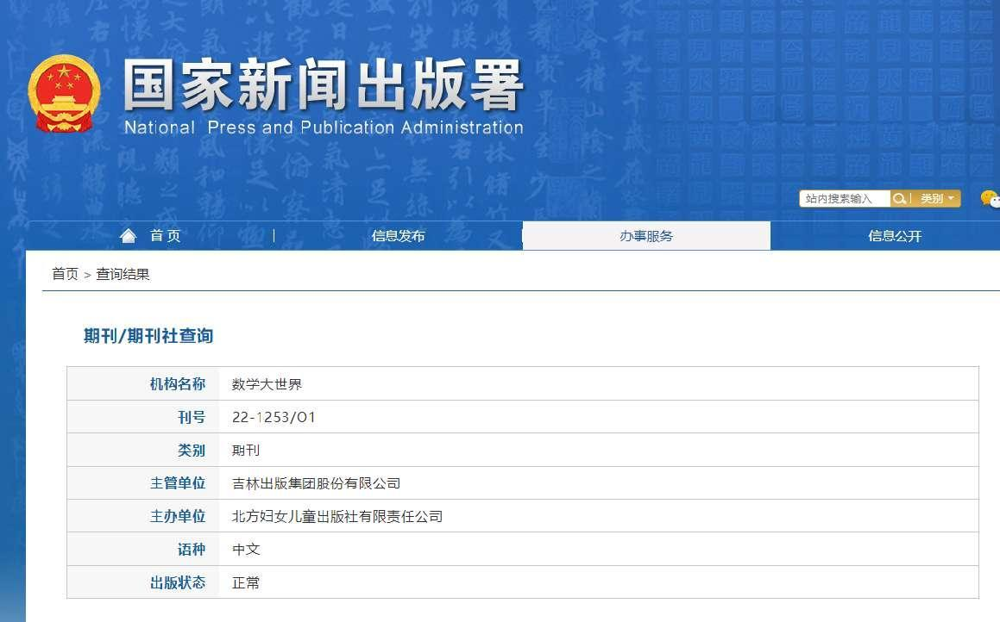 国家新闻出版署
National Press and Publication Administration
站内搜索输入 类别
首页 信息发布 办事服务 信息公开
首页 > 查询结果
期刊/期刊社查询
机构名称 数学大世界
刊号 22-1253/O1
类别 期刊
主管单位 吉林出版集团股份有限公司
主办单位 北方妇女儿童出版社有限责任公司
语种 中文
出版状态 正常